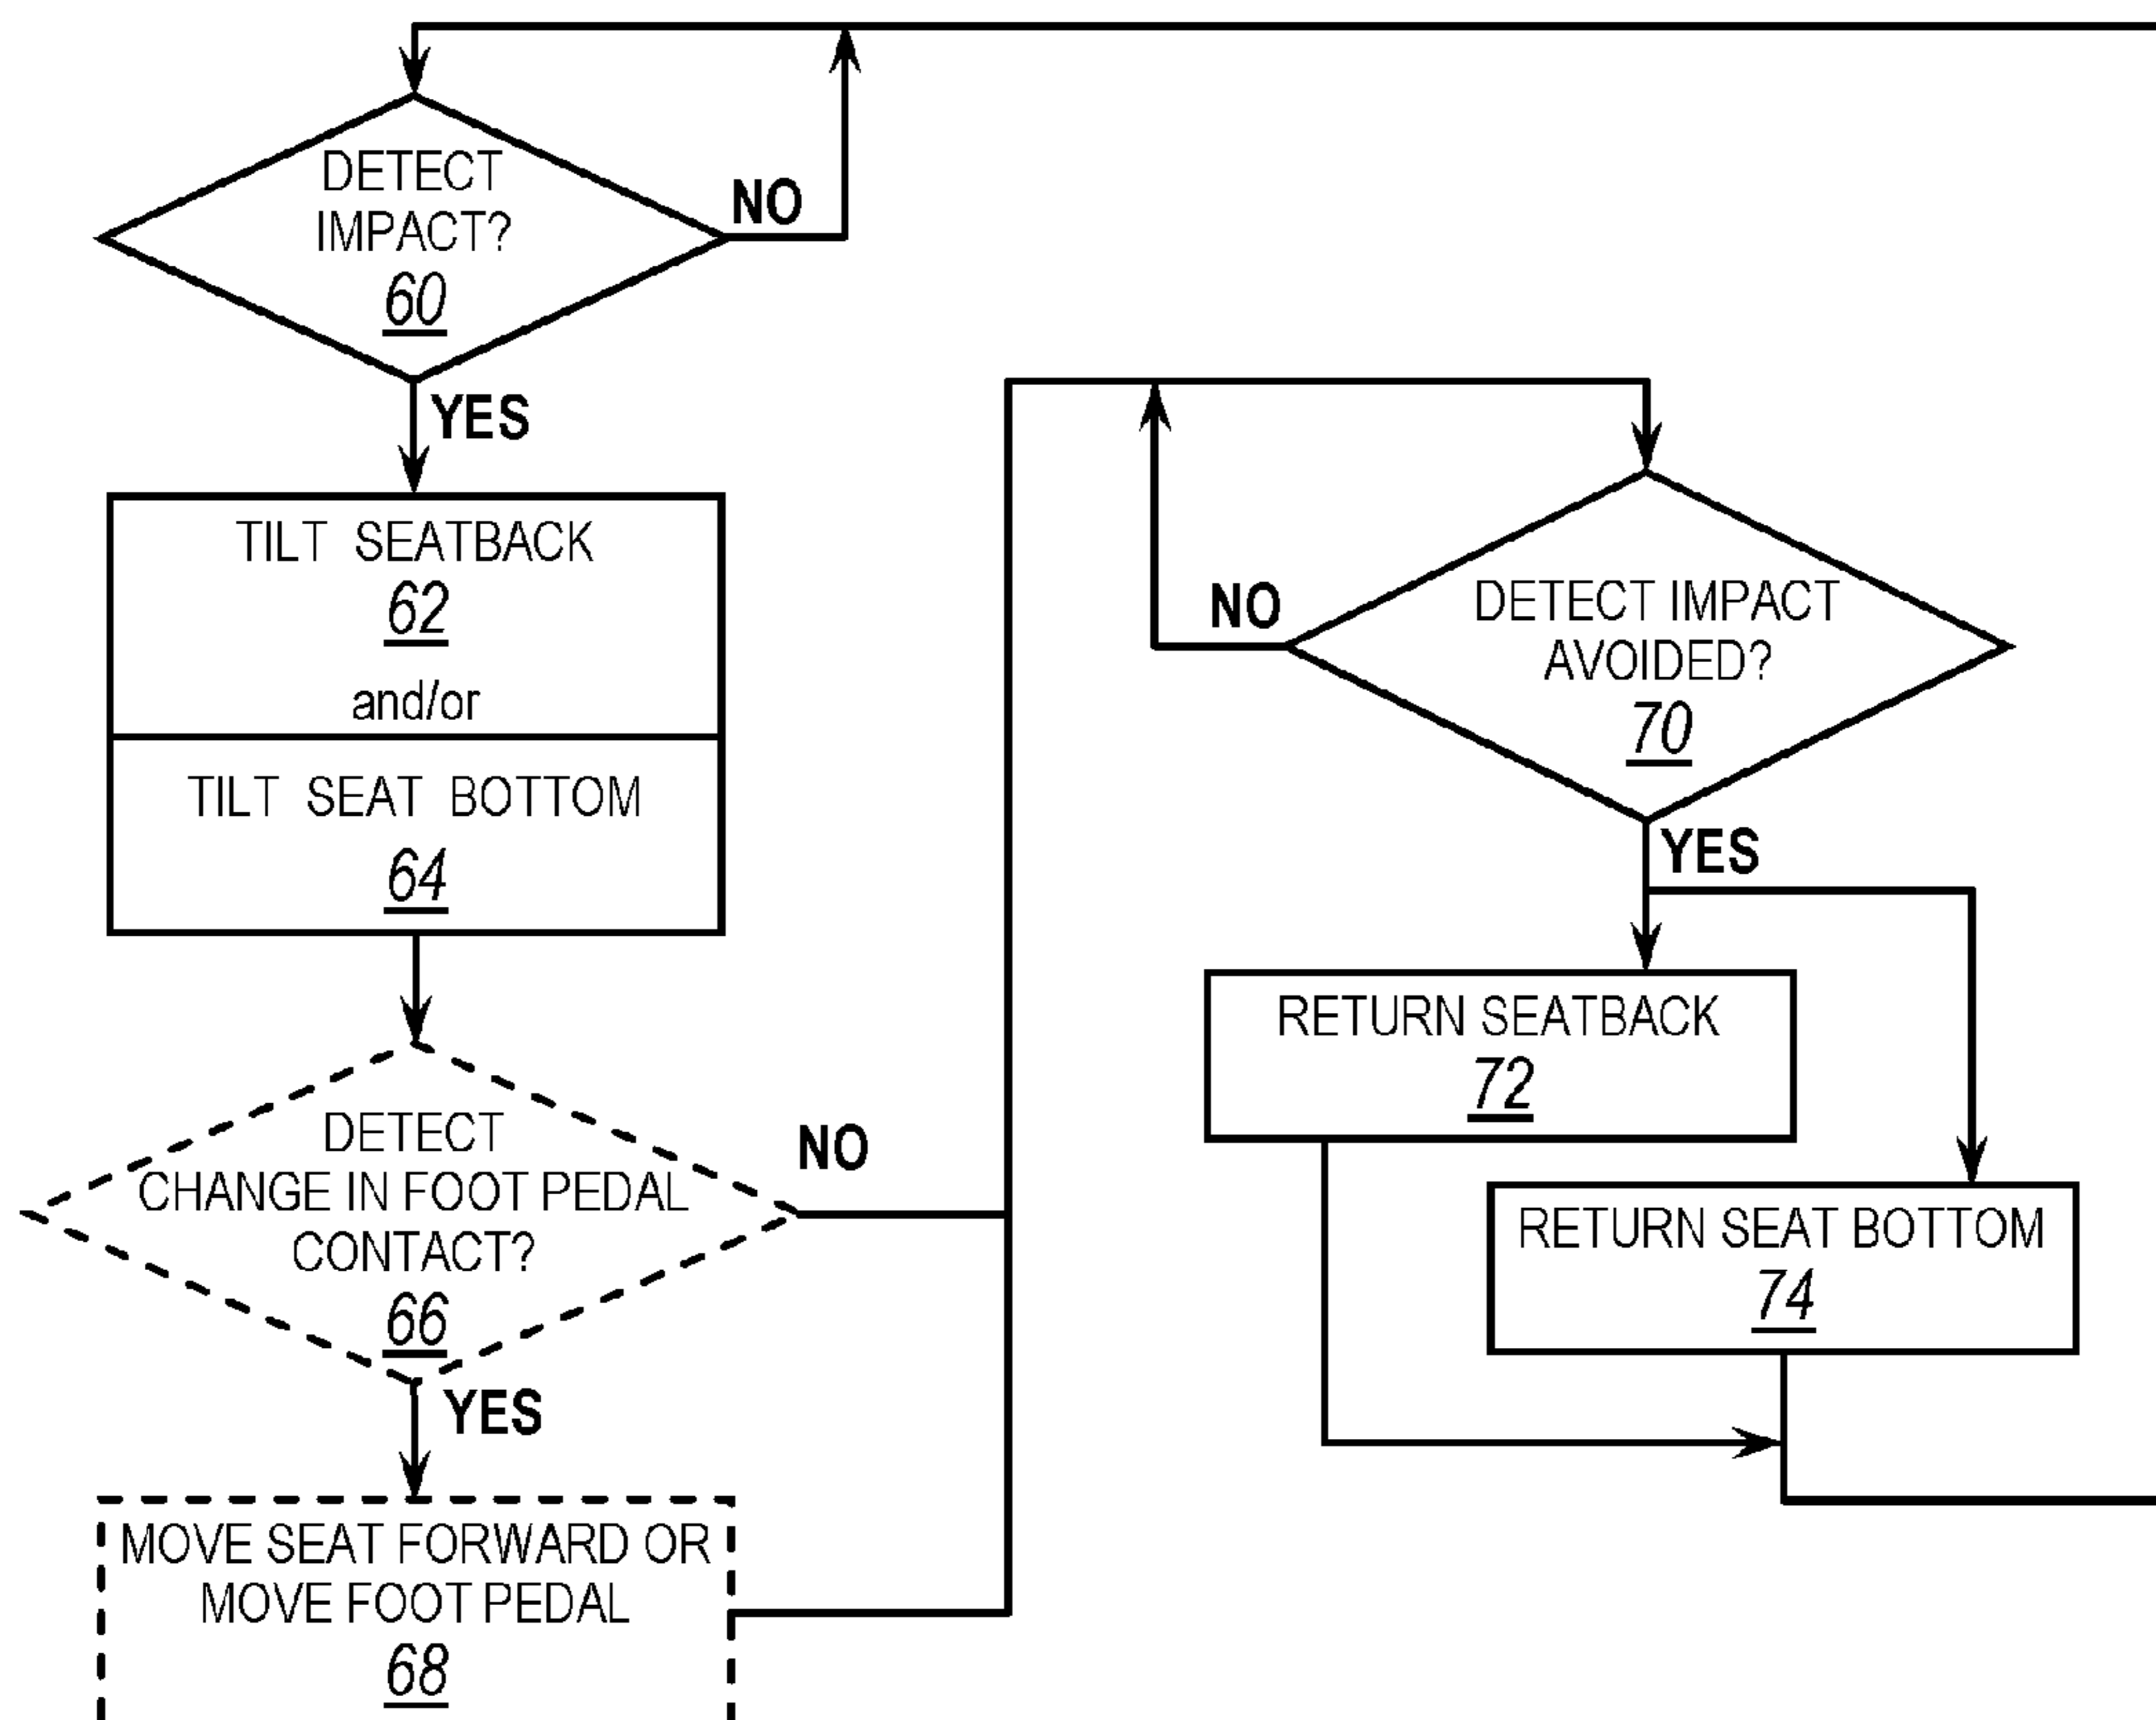 DETECT
IMPACT?
60
NO
YES
TILT SEATBACK
62
and/or
TILT SEAT BOTTOM
64
DETECT
CHANGE IN FOOT PEDAL
CONTACT?
66
NO
YES
MOVE SEAT FORWARD OR
MOVE FOOT PEDAL
68
DETECT IMPACT
AVOIDED?
70
NO
YES
RETURN SEATBACK
72
RETURN SEAT BOTTOM
74